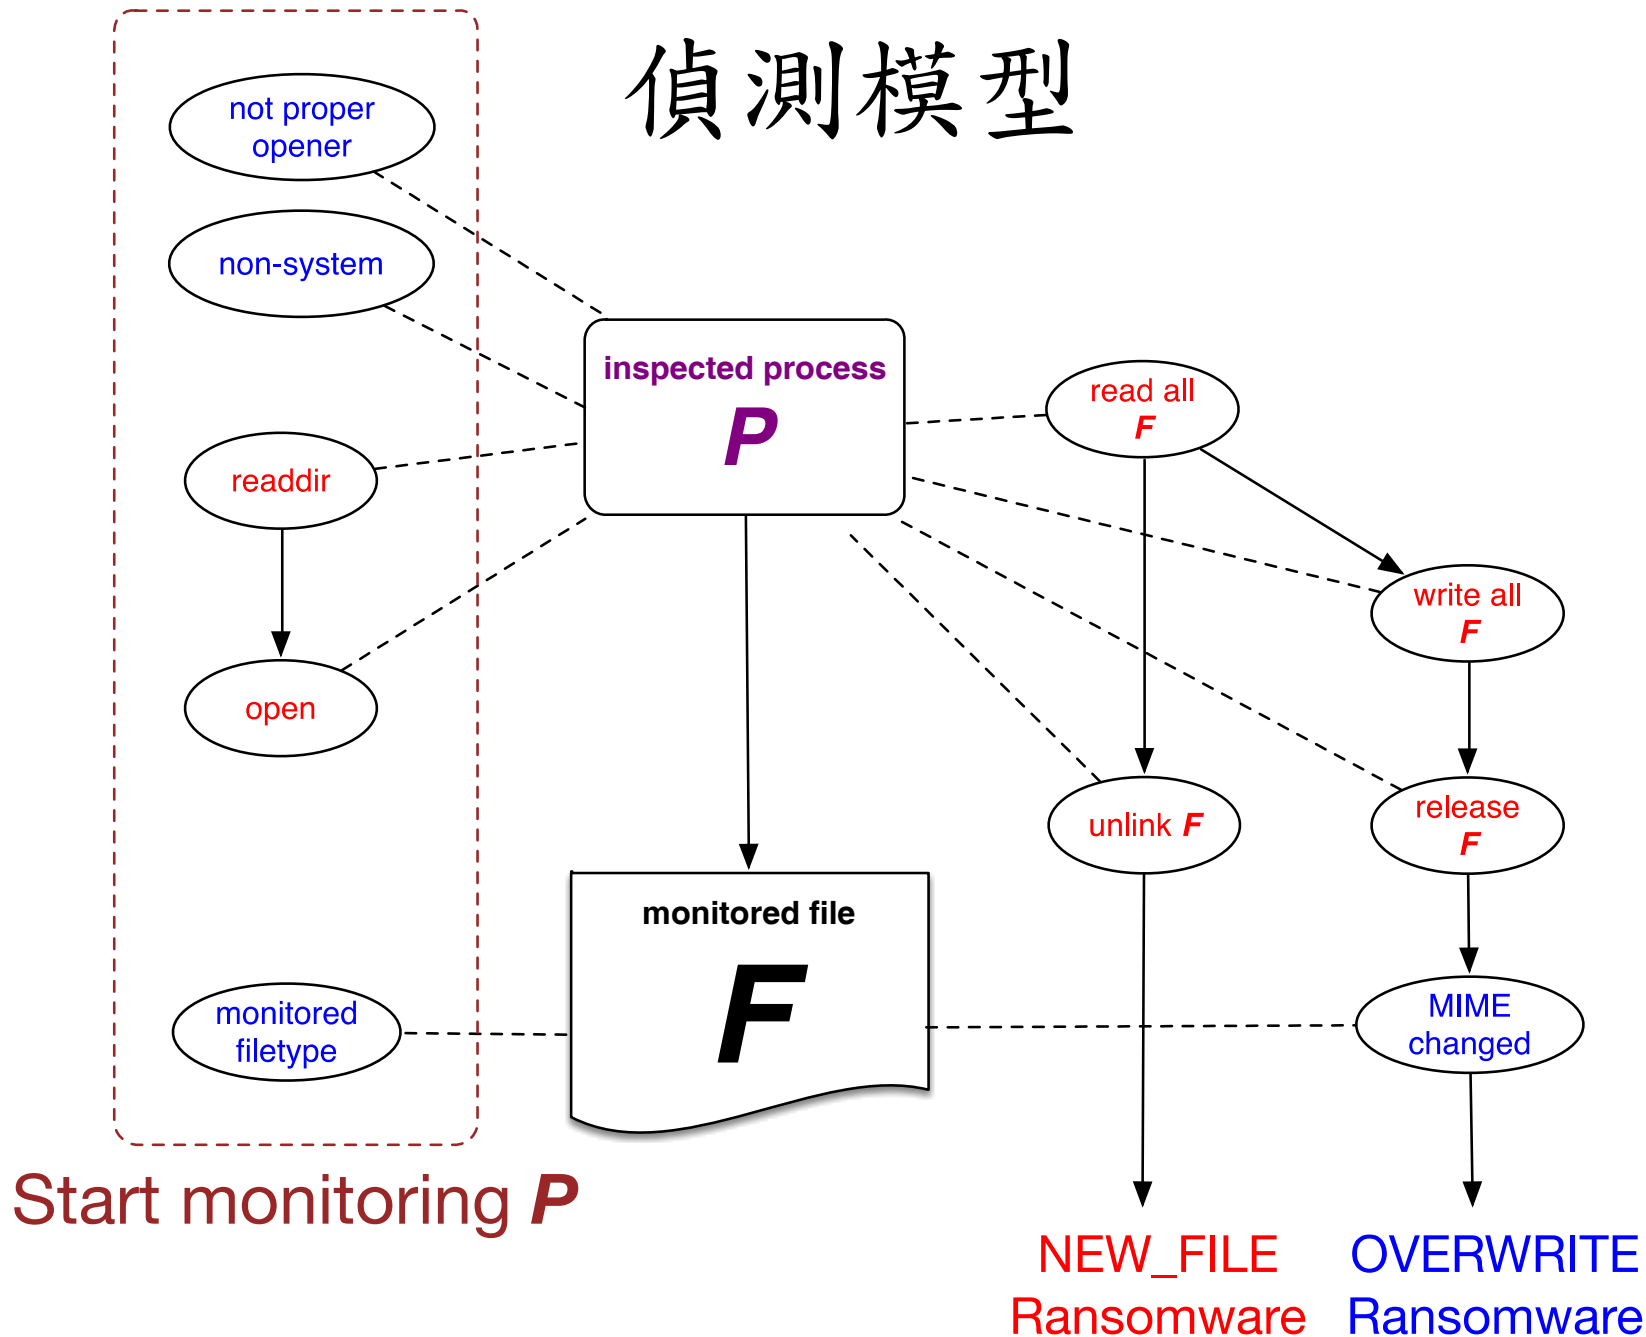 偵測模型
not proper
opener
non-system
inspected process
P
readdir
open
read all
F
write all
F
unlink F
release
F
monitored file
F
monitored
filetype
MIME
changed
Start monitoring P
NEW_FILE
Ransomware
OVERWRITE
Ransomware